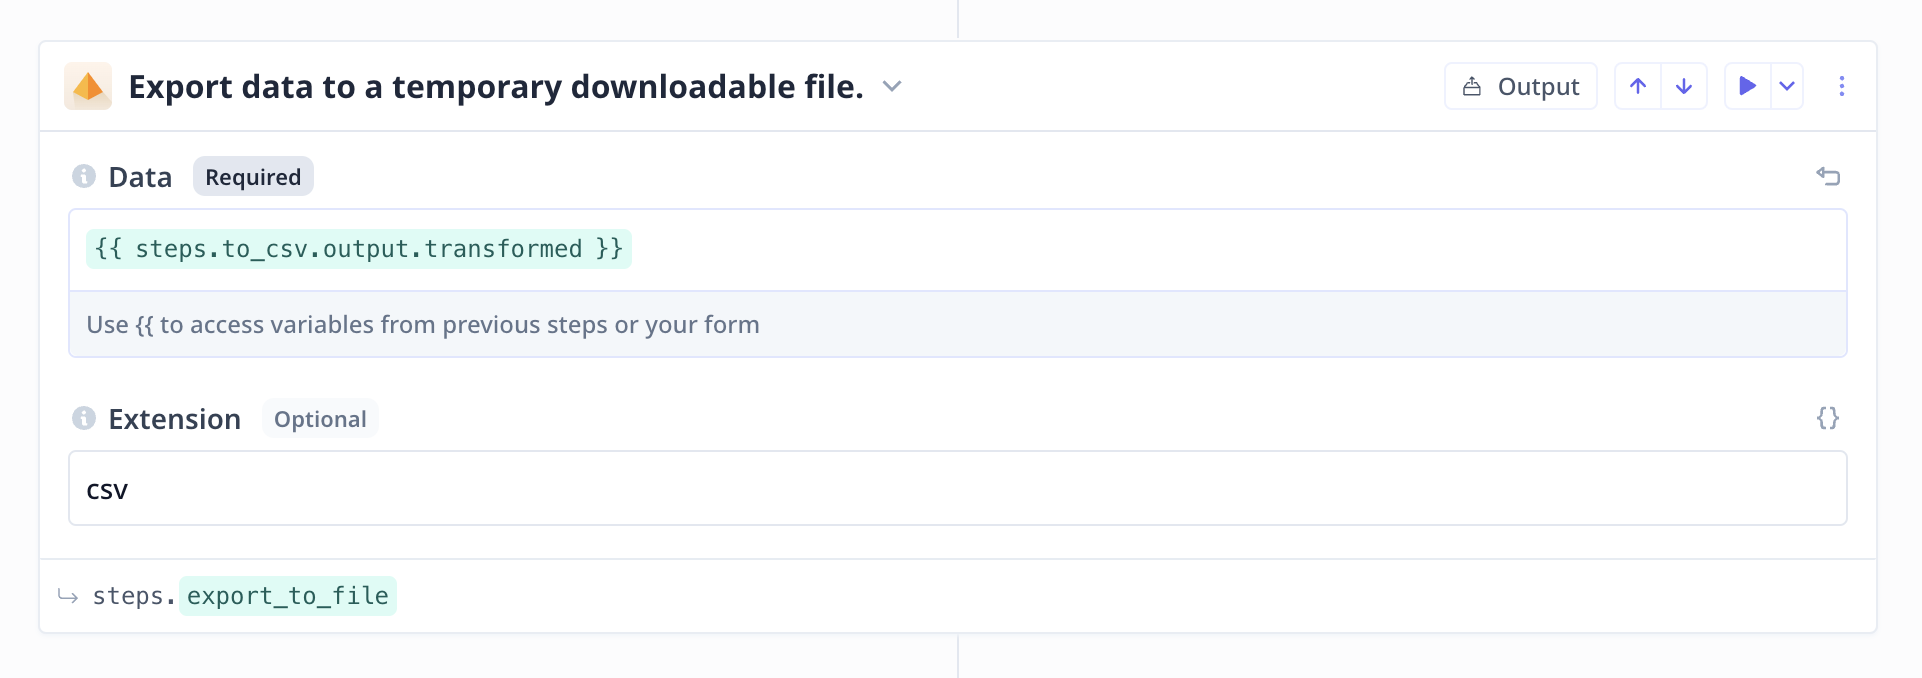 Export data to a temporary downloadable file.
Output
Data Required
{{ steps.to_csv.output.transformed }}
Use {{ to access variables from previous steps or your form
Extension Optional
{}
csv
steps.export_to_file